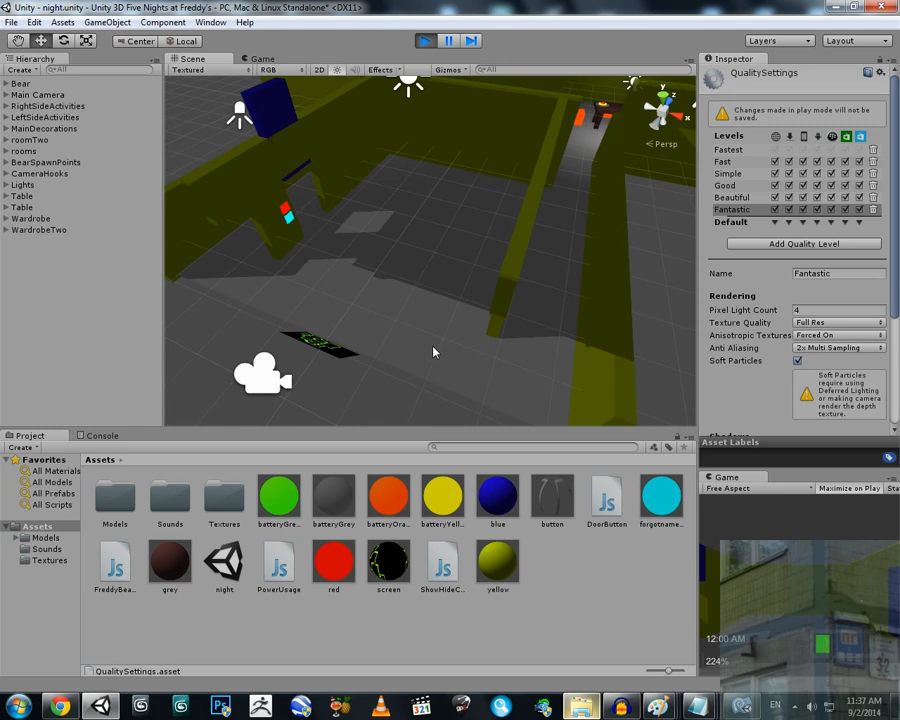 Unity - night.unity - Unity 3D Five Nights at Freddy's - PC, Mac & Linux Standalone* <DX11>
File Edit Assets GameObject Component Window Help
Center Local Layers Layout
Hierarchy
Create All
Bear
Main Camera
RightSideActivities
LeftSideActivities
MainDecorations
roomTwo
rooms
BearSpawnPoints
CameraHooks
Lights
Table
Table
Wardrobe
WardrobeTwo
Scene Game
Textured RGB 2D Effects Gizmos All
y
z
x
Persp
Inspector
QualitySettings
Changes made in play mode will not be saved.
Levels
Fastest
Fast
Simple
Good
Beautiful
Fantastic
Default
Add Quality Level
Name Fantastic
Rendering
Pixel Light Count 4
Texture Quality Full Res
Anisotropic Textures Forced On
Anti Aliasing 2x Multi Sampling
Soft Particles
Soft Particles require using Deferred Lighting or making camera render the depth texture.
Asset Labels
Project Console
Create
Favorites
All Materials
All Models
All Prefabs
All Scripts
Assets
Models
Sounds
Textures
Assets
Models Sounds Textures batteryGre... batteryGrey batteryOra... batteryYell... blue button DoorButton forgotname...
FreddyBea... grey night PowerUsage red screen ShowHideC... yellow
QualitySettings.asset
Game
Free Aspect Maximize on Play Sta
12:00 AM
224%
32
EN
11:37 AM
9/2/2014